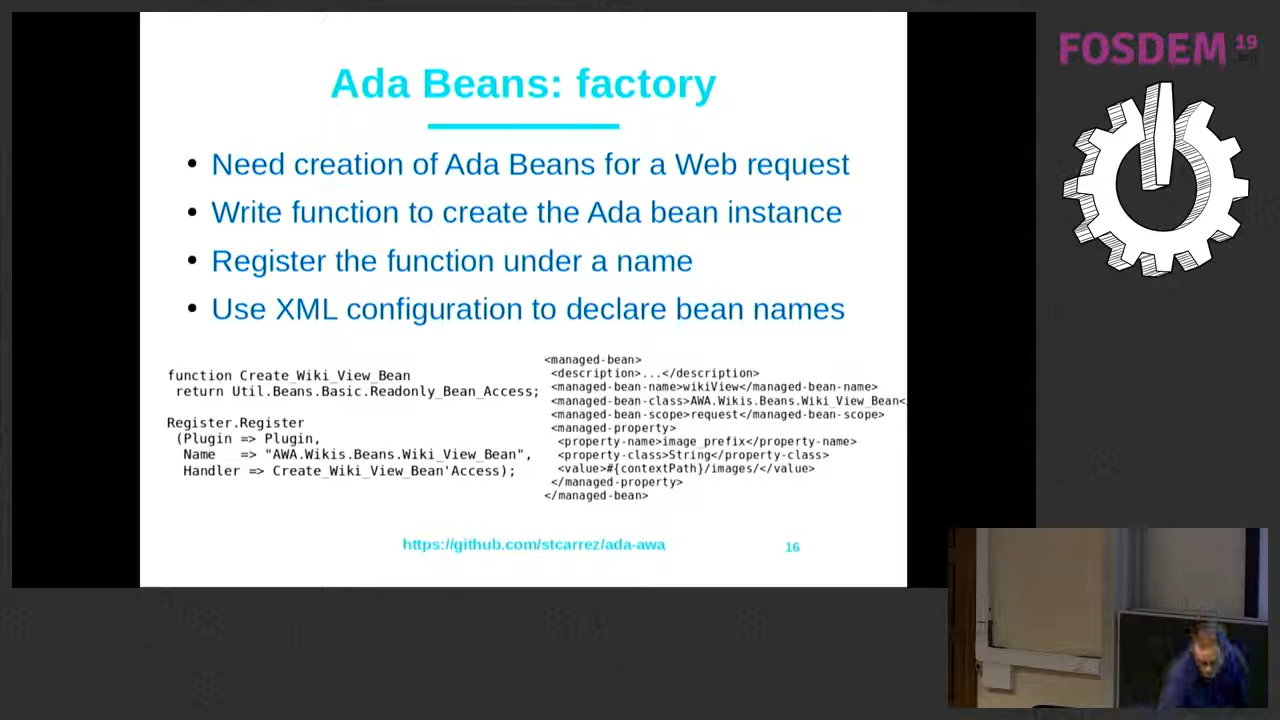 Ada Beans: factory
• Need creation of Ada Beans for a Web request
• Write function to create the Ada bean instance
• Register the function under a name
• Use XML configuration to declare bean names
function Create_Wiki_View_Bean
return Util.Beans.Basic.Readonly_Bean_Access;
Register.Register
(Plugin => Plugin,
Name => "AWA.Wikis.Beans.Wiki_View_Bean",
Handler => Create_Wiki_View_Bean'Access);
<managed-bean>
<description>...</description>
<managed-bean-name>wikiView</managed-bean-name>
<managed-bean-class>AWA.Wikis.Beans.Wiki_View_Bean<
<managed-bean-scope>request</managed-bean-scope>
<managed-property>
<property-name>image_prefix</property-name>
<property-class>String</property-class>
<value>#{contextPath}/images/</value>
</managed-property>
</managed-bean>
https://github.com/stcarrez/ada-awa
16
FOSDEM 19